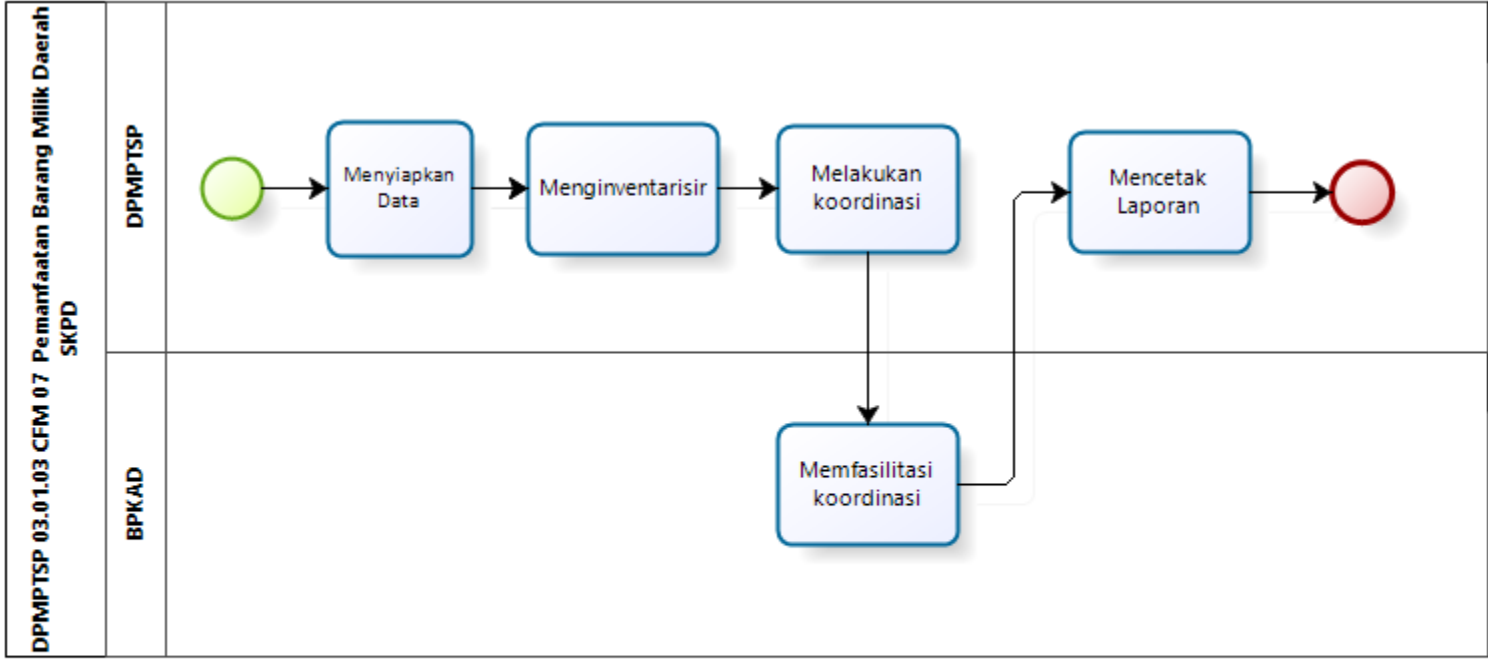 DPMPTSP 03.01.03 CFM 07 Pemanfaatan Barang Milik Daerah
SKPD
DPMPTSP
Menyiapkan
Data
Menginventarisir
Melakukan
koordinasi
Mencetak
Laporan
BPKAD
Memfasilitasi
koordinasi